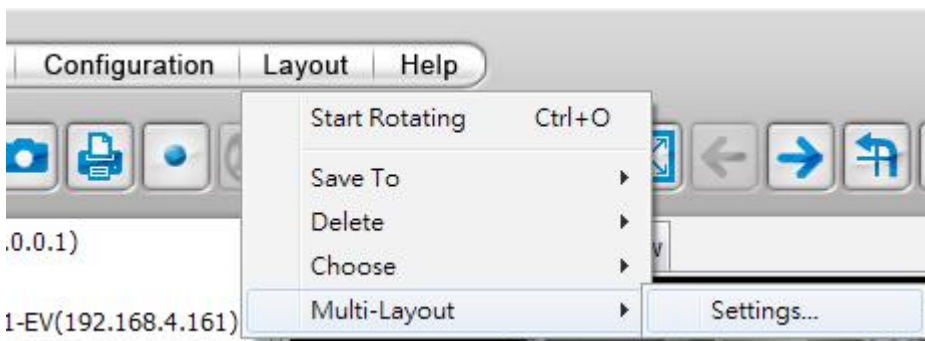 Configuration Layout Help
Start Rotating Ctrl+O
Save To
Delete
.0.0.1)
Choose
Multi-Layout Settings...
1-EV(192.168.4.161)